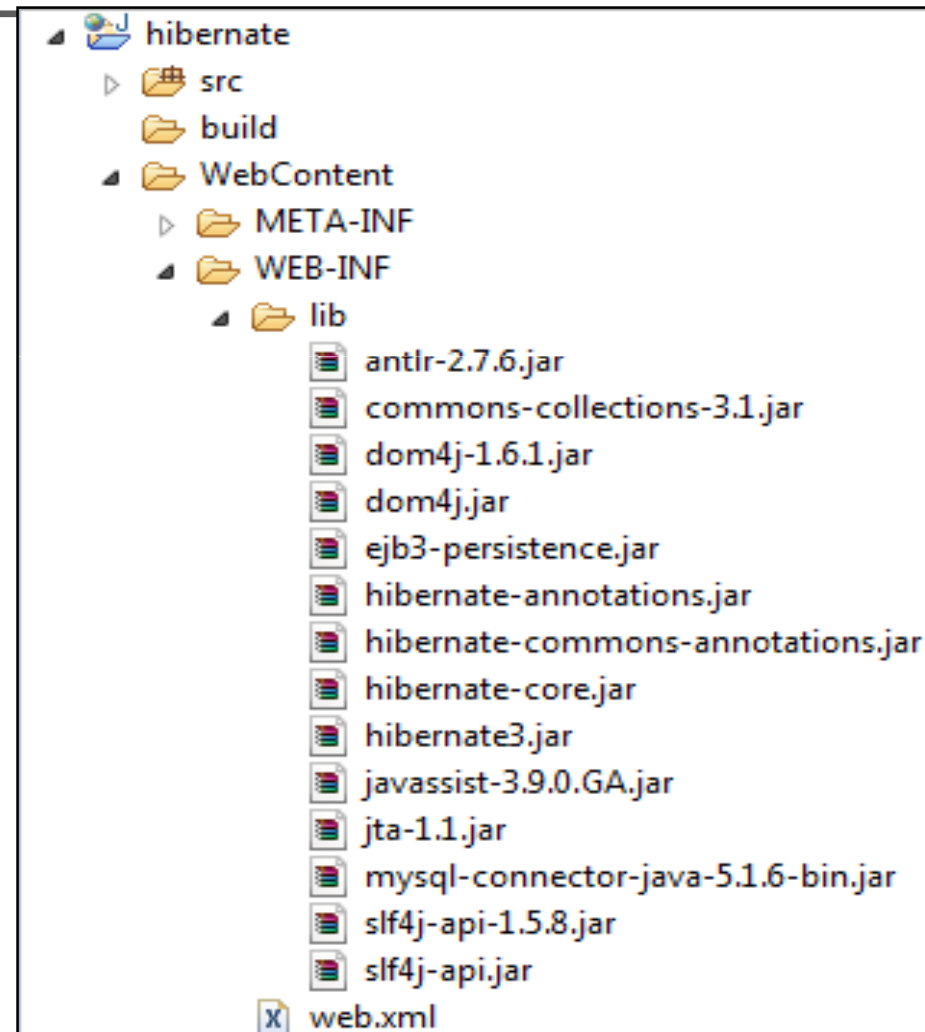 hibernate
src
build
WebContent
META-INF
WEB-INF
lib
antlr-2.7.6.jar
commons-collections-3.1.jar
dom4j-1.6.1.jar
dom4j.jar
ejb3-persistence.jar
hibernate-annotations.jar
hibernate-commons-annotations.jar
hibernate-core.jar
hibernate3.jar
javassist-3.9.0.GA.jar
jta-1.1.jar
mysql-connector-java-5.1.6-bin.jar
slf4j-api-1.5.8.jar
slf4j-api.jar
web.xml